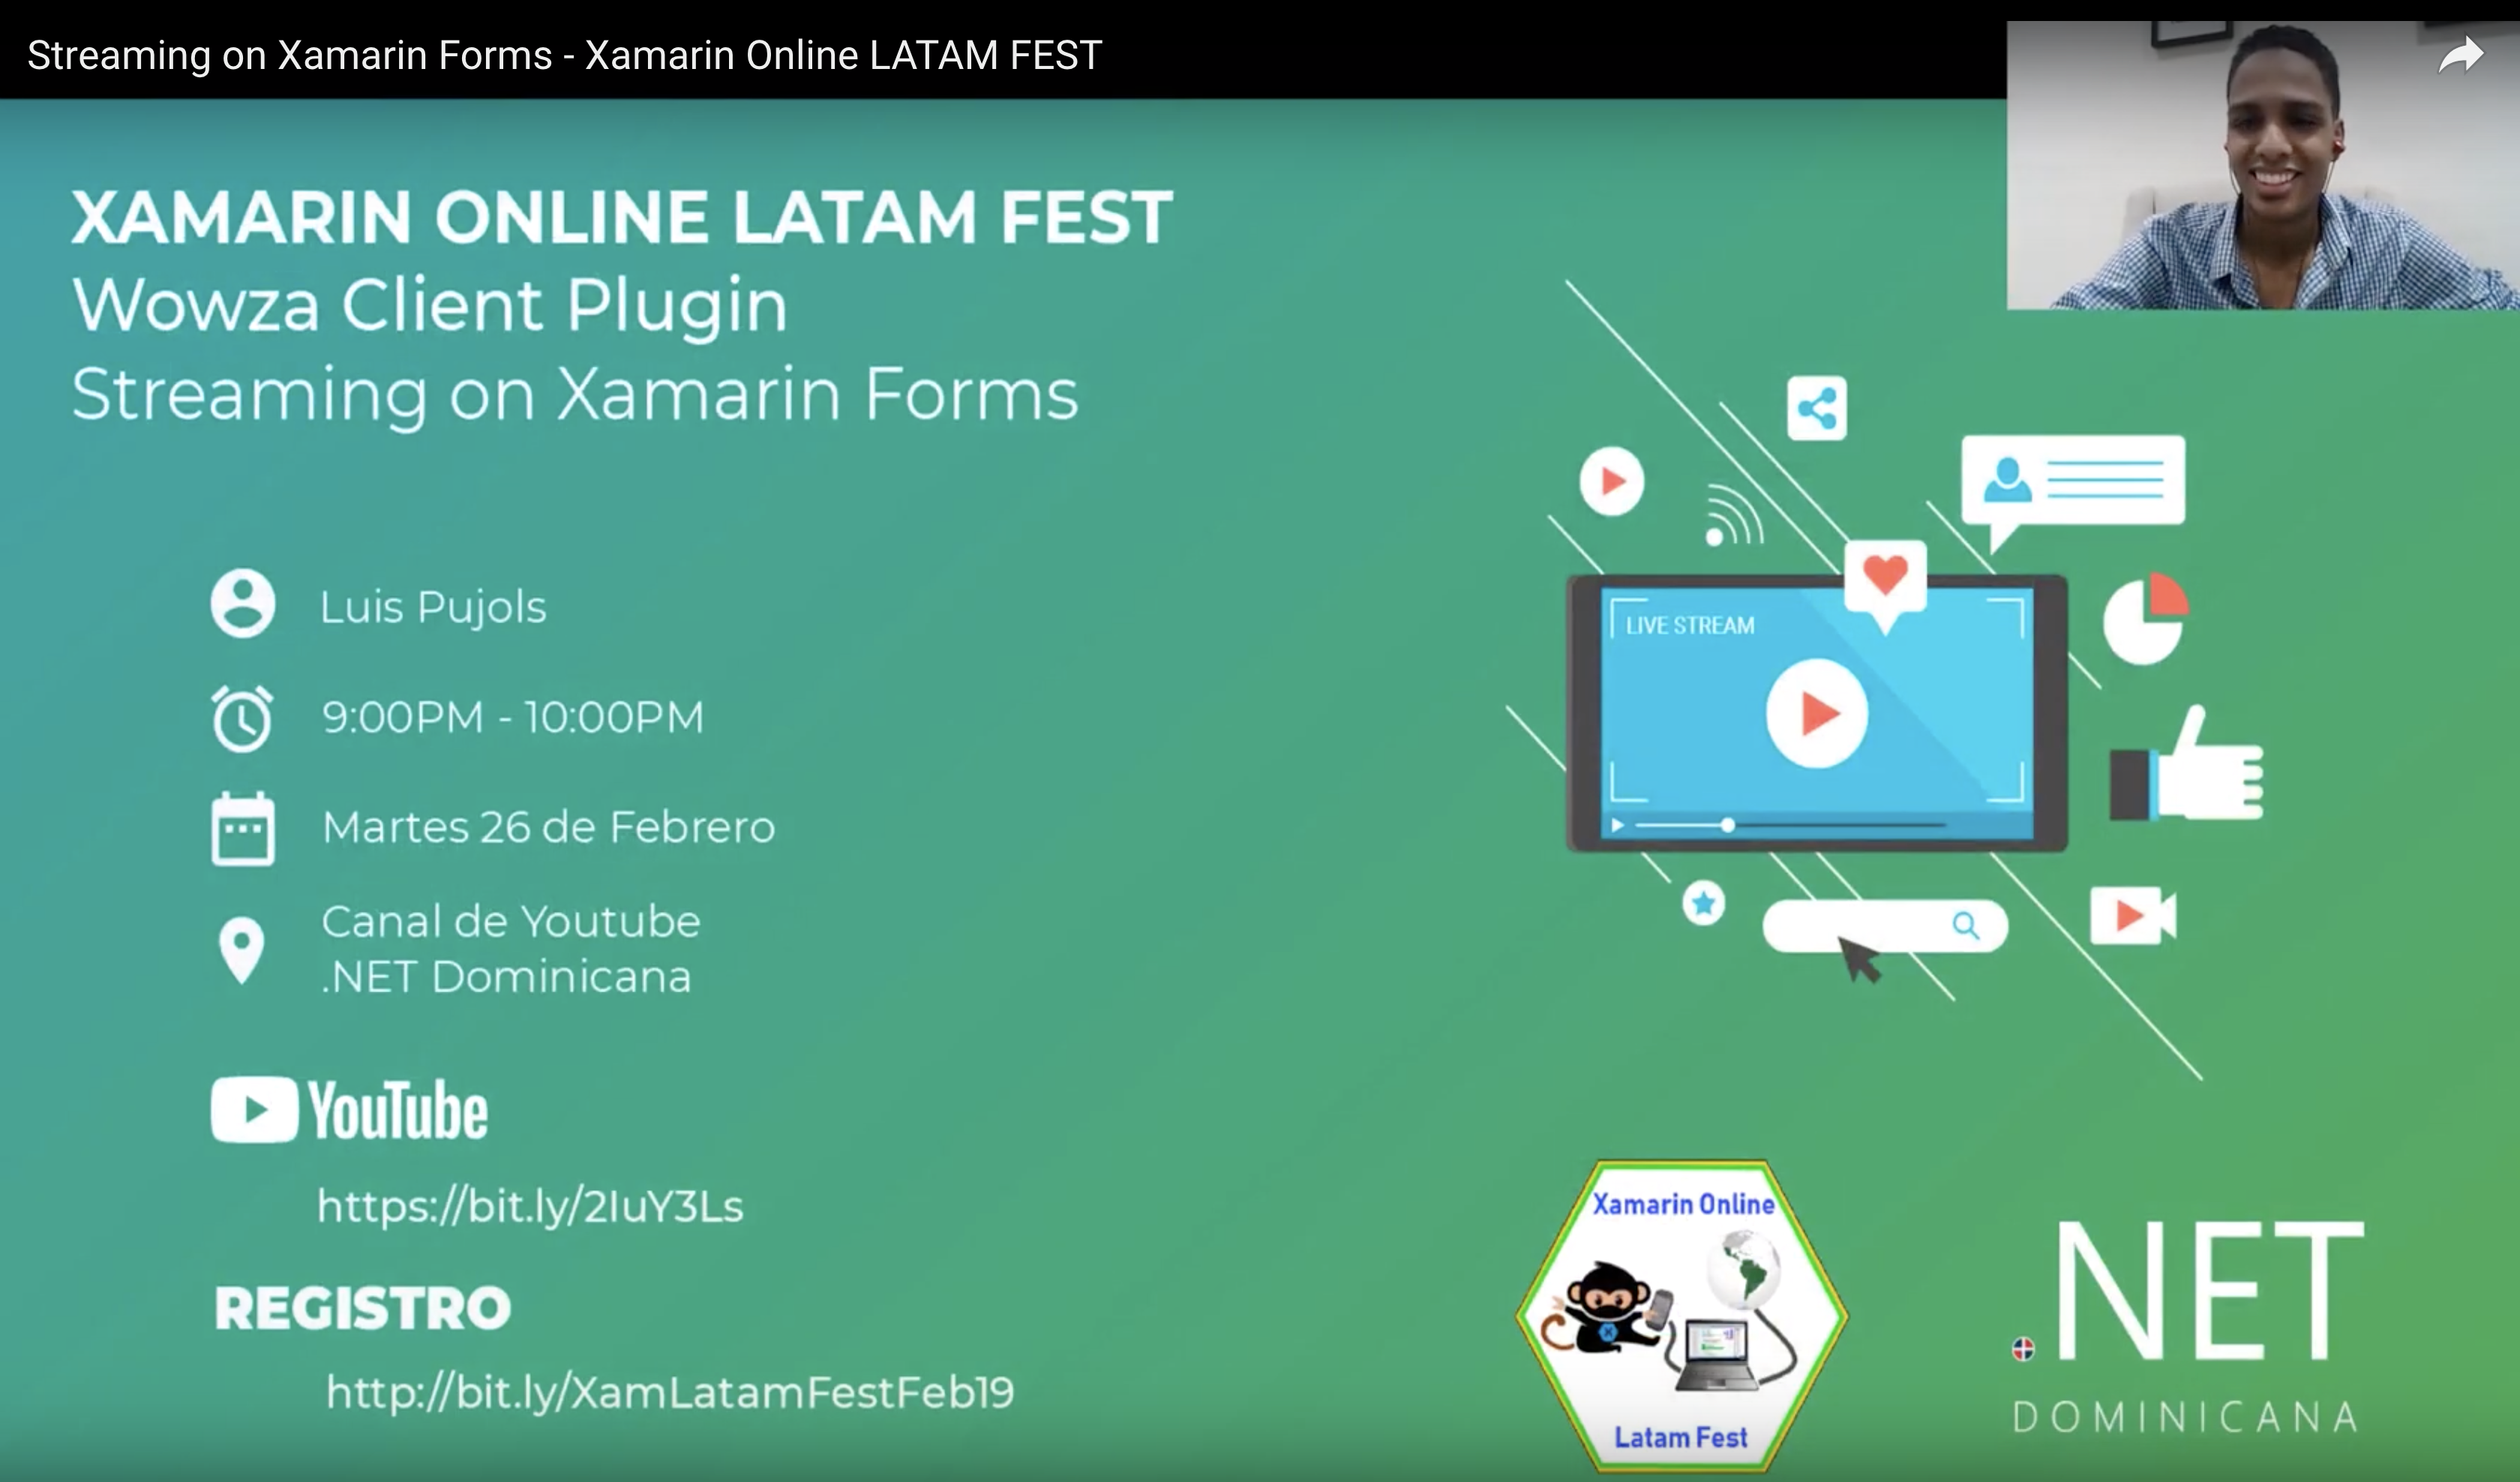 Streaming on Xamarin Forms - Xamarin Online LATAM FEST
XAMARIN ONLINE LATAM FEST
Wowza Client Plugin
Streaming on Xamarin Forms
Luis Pujols
9:00PM - 10:00PM
Martes 26 de Febrero
Canal de Youtube
.NET Dominicana
LIVE STREAM
YouTube
https://bit.ly/2IuY3Ls
REGISTRO
http://bit.ly/XamLatamFestFeb19
Xamarin Online
Latam Fest
.NET
DOMINICANA